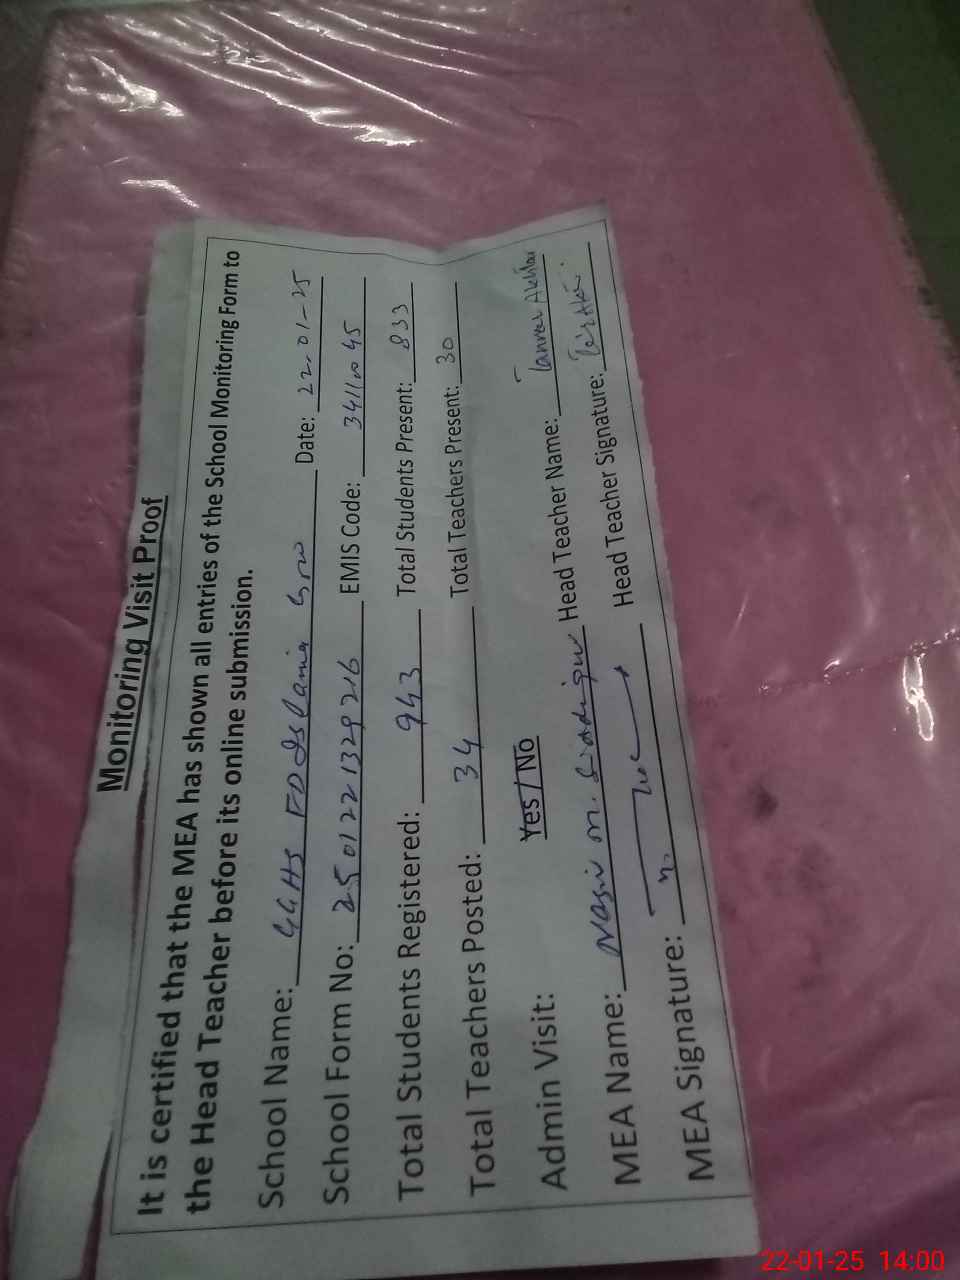 Monitoring Visit Proof
It is certified that the MEA has shown all entries of the School Monitoring Form to
the Head Teacher before its online submission.
School Name: GGHS FD Islamia Date: 22-01-25
School Form No: 2501221329216 EMIS Code:
Total Students Registered: 943 Total Students Present: 833
Total Teachers Posted: 34 Total Teachers Present: 30
Admin Visit: Yes / No Head Teacher Name: Akhtar
MEA Name: M. Head Teacher Signature:
MEA Signature:
22-01-25 14:00